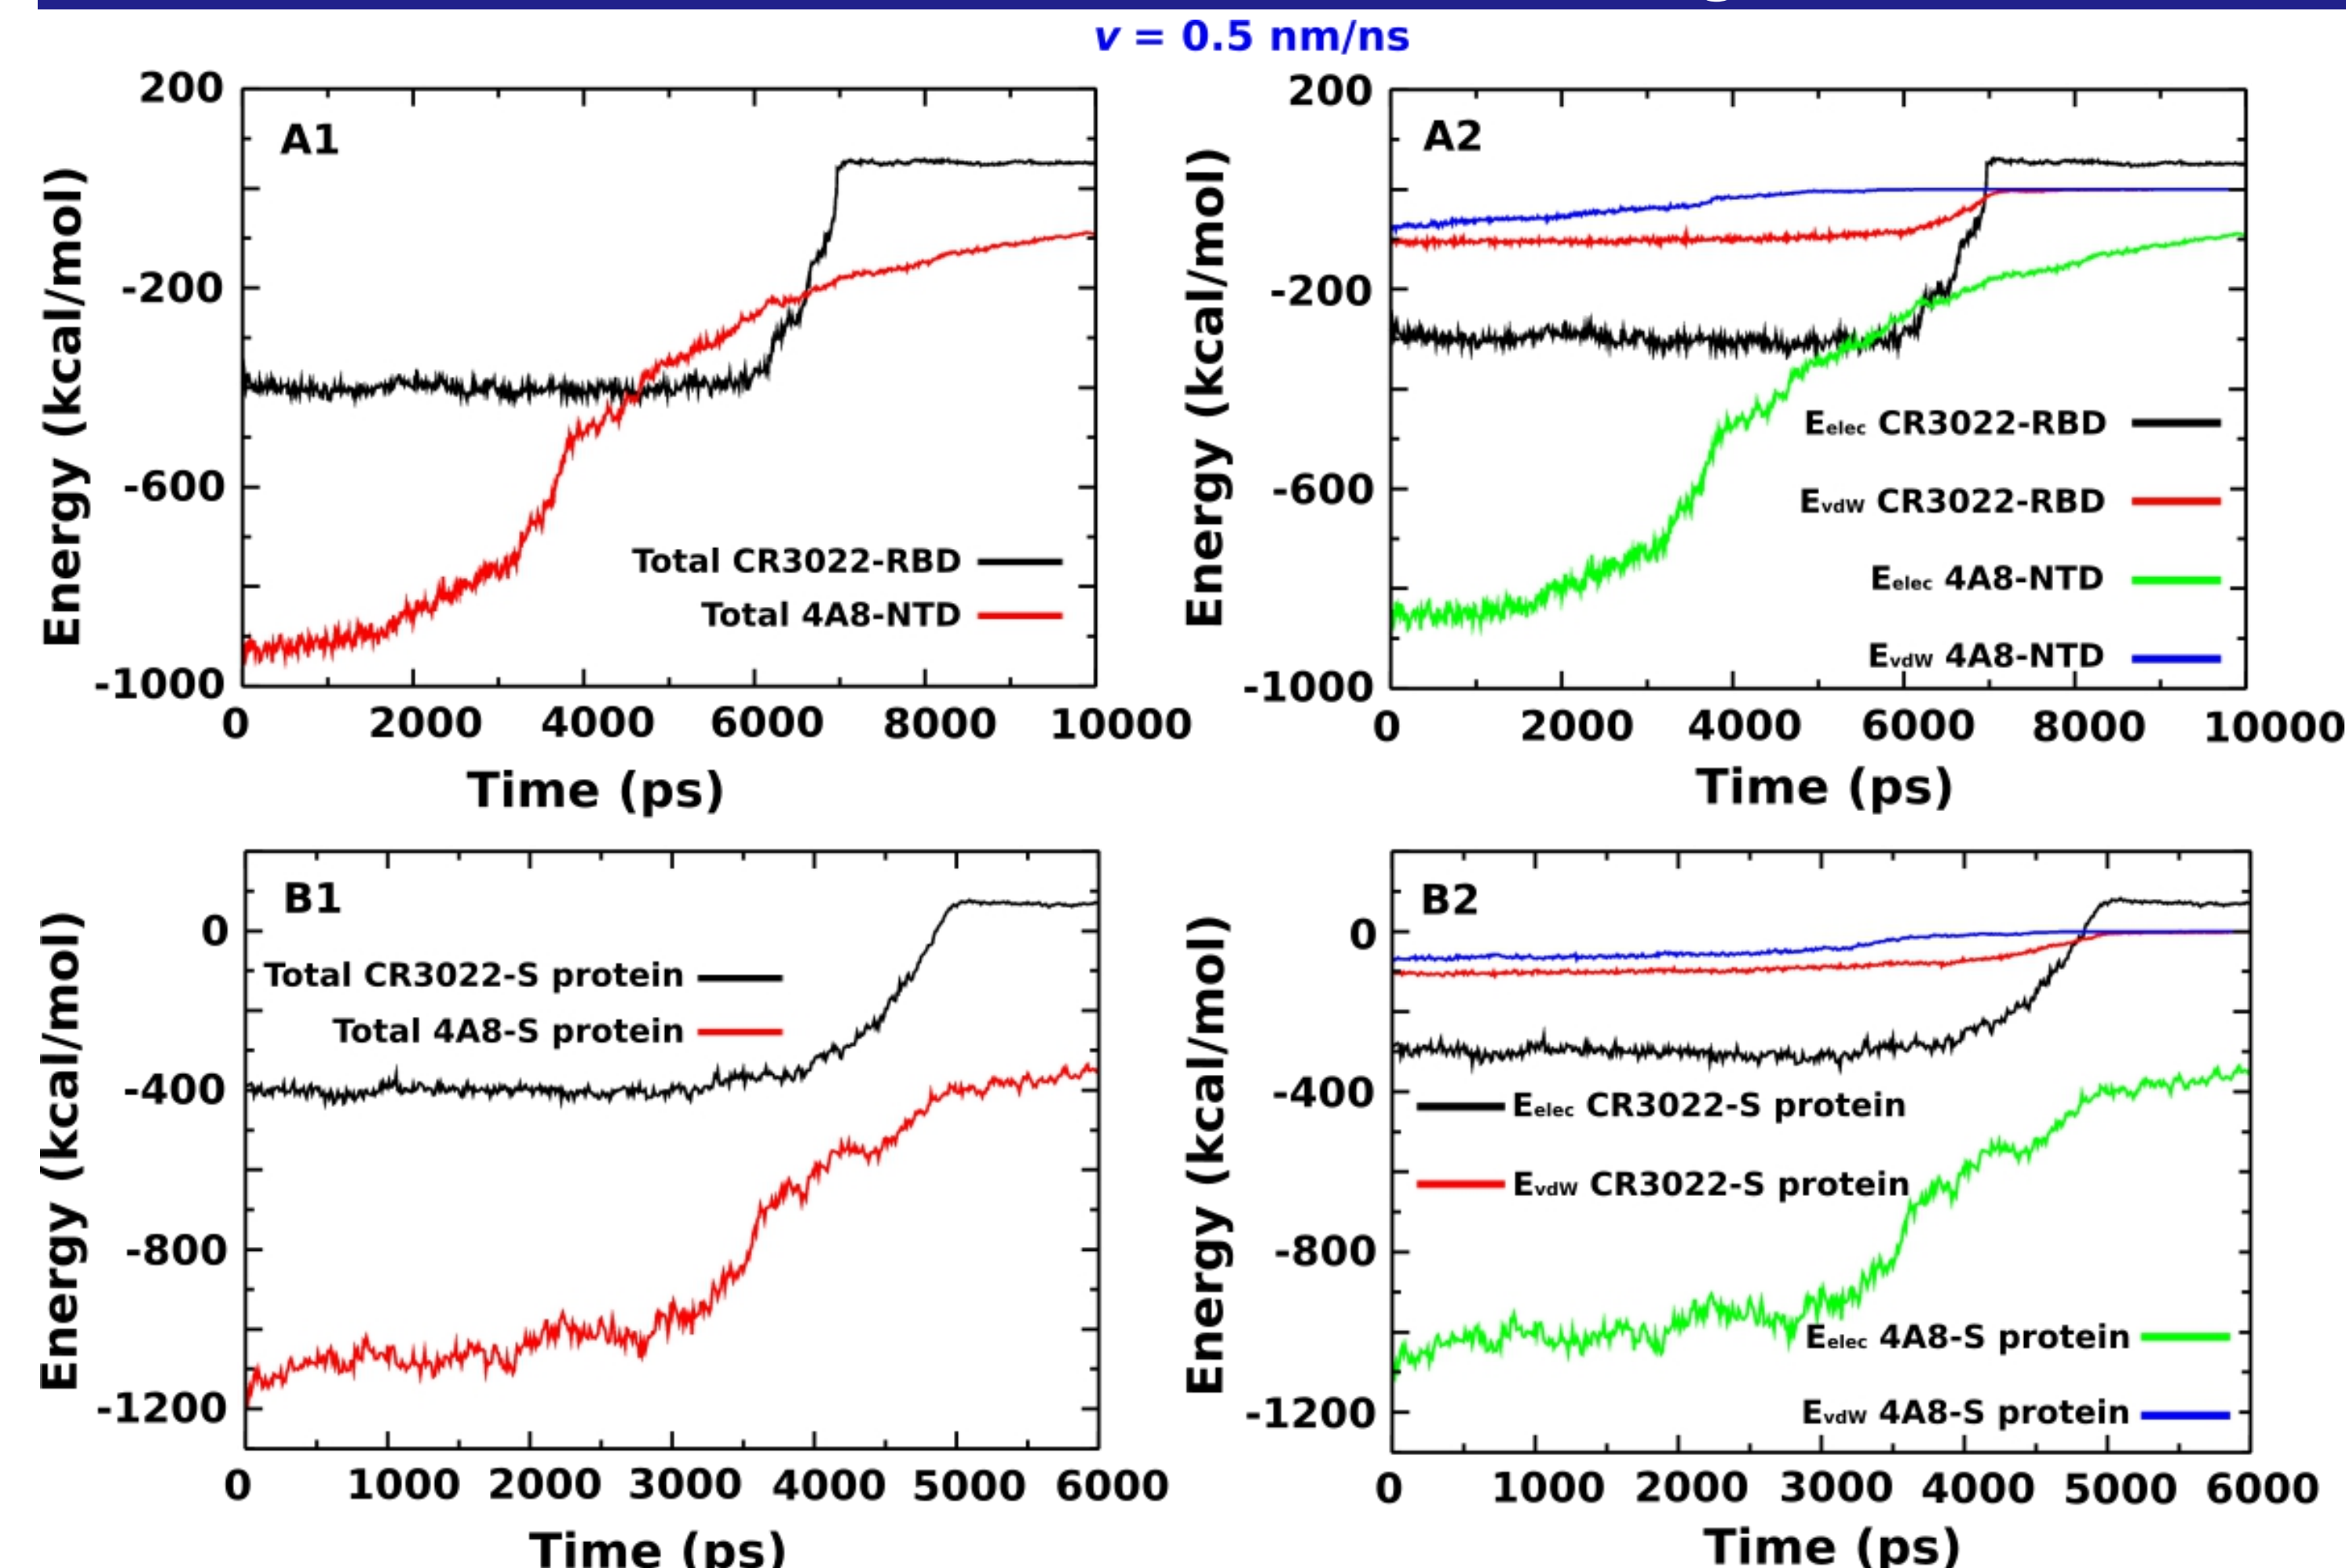 v = 0.5 nm/ns
200
-200
-600
-1000
Energy (kcal/mol)
A1
Total CR3022-RBD
Total 4A8-NTD
0 2000 4000 6000 8000 10000
Time (ps)
200
-200
-600
-1000
Energy (kcal/mol)
A2
Eelec CR3022-RBD
EvdW CR3022-RBD
Eelec 4A8-NTD
EvdW 4A8-NTD
0 2000 4000 6000 8000 10000
Time (ps)
0
-400
-800
-1200
Energy (kcal/mol)
B1
Total CR3022-S protein
Total 4A8-S protein
0 1000 2000 3000 4000 5000 6000
Time (ps)
0
-400
-800
-1200
Energy (kcal/mol)
B2
Eelec CR3022-S protein
EvdW CR3022-S protein
Eelec 4A8-S protein
EvdW 4A8-S protein
0 1000 2000 3000 4000 5000 6000
Time (ps)